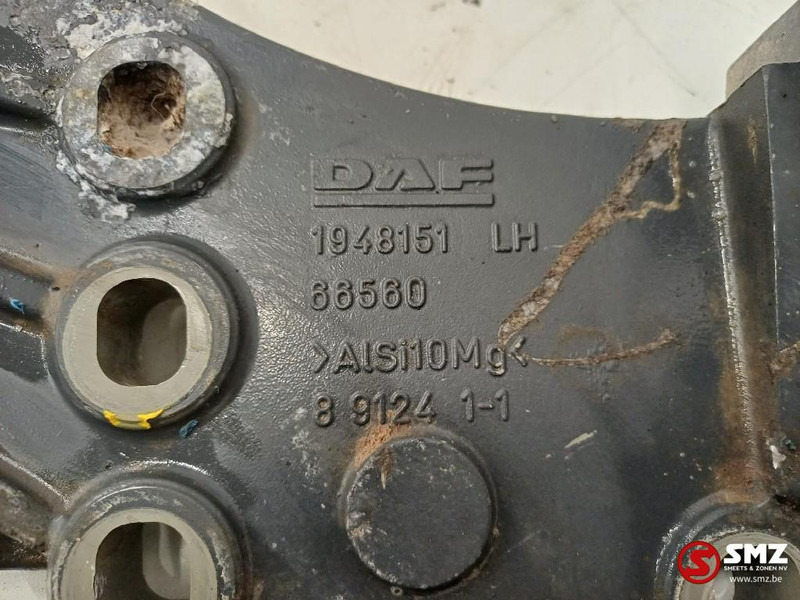 DAF
1948151 LH
66560
>AlSi10Mg<
8 9124 1-1
SMZ
SMEETS & ZONEN NV
www.smz.be